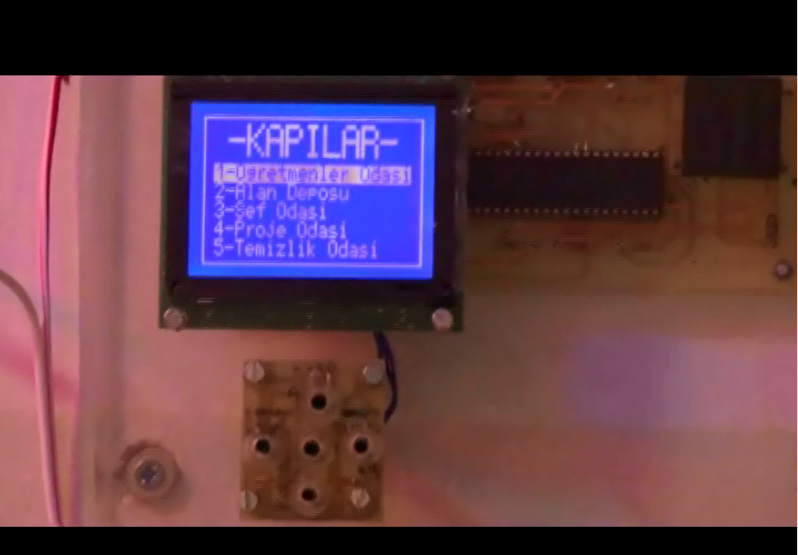 -KAPILAR-
1-Ogretmenler Odasi
2-Alan Deposu
3-Sef Odasi
4-Proje Odasi
5-Temizlik Odasi